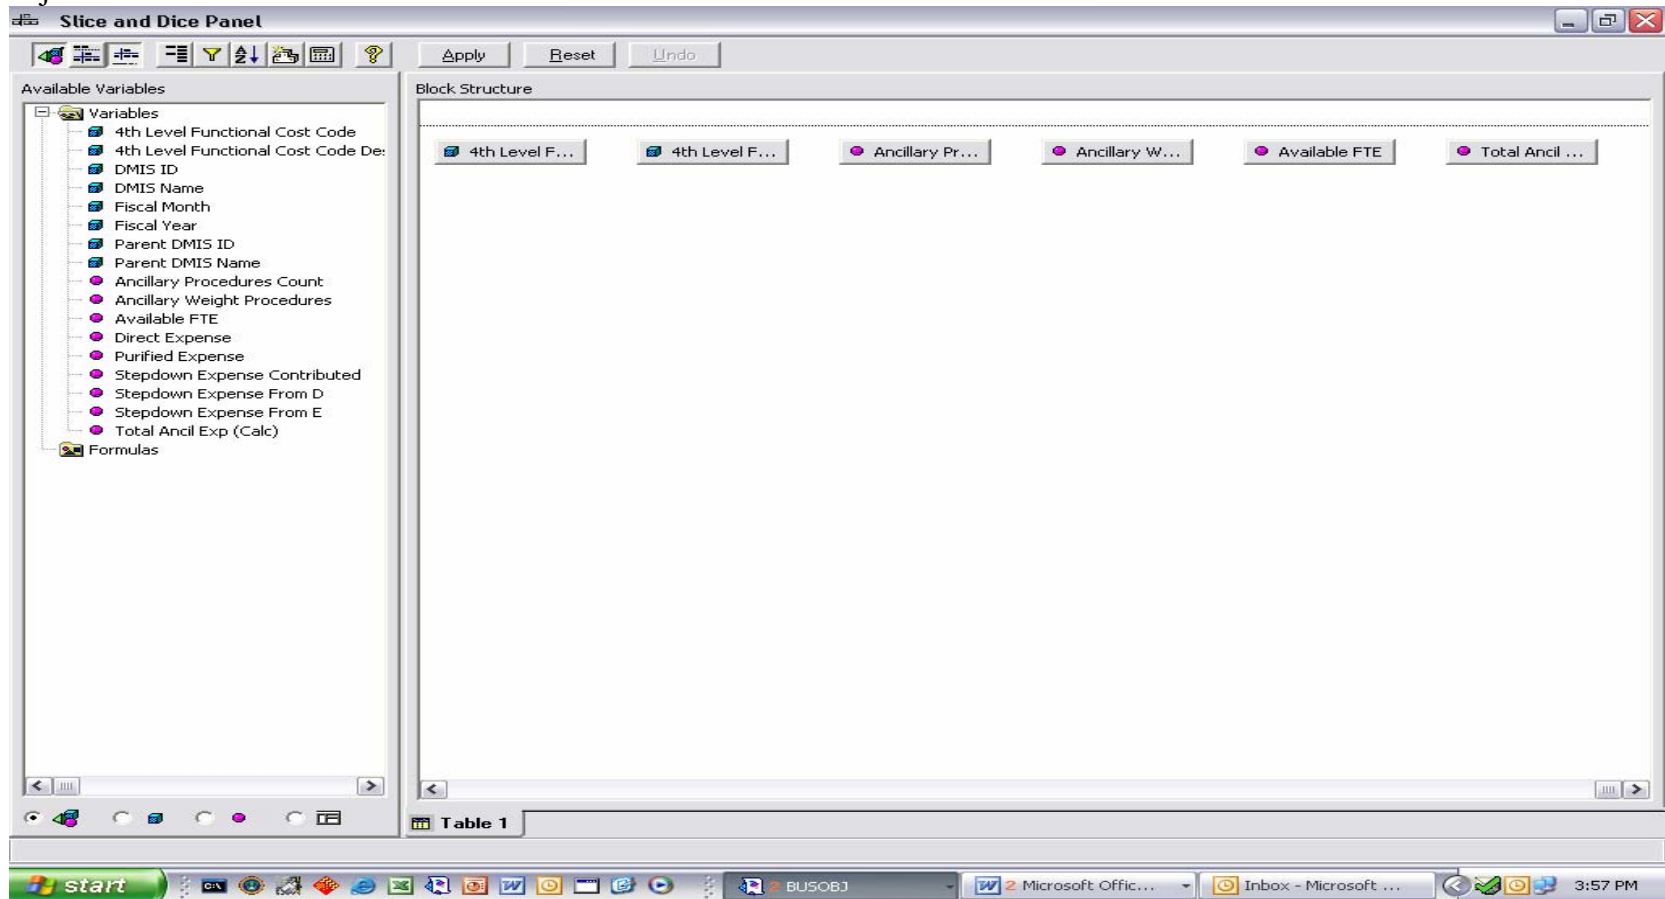 Slice and Dice Panel
Apply Reset Undo
Available Variables
Variables
4th Level Functional Cost Code
4th Level Functional Cost Code De
DMIS ID
DMIS Name
Fiscal Month
Fiscal Year
Parent DMIS ID
Parent DMIS Name
Ancillary Procedures Count
Ancillary Weight Procedures
Available FTE
Direct Expense
Purified Expense
Stepdown Expense Contributed
Stepdown Expense From D
Stepdown Expense From E
Total Ancil Exp (Calc)
Formulas
Block Structure
4th Level F... 4th Level F... Ancillary Pr... Ancillary W... Available FTE Total Ancil ...
Table 1
start 2 BUSOBJ 2 Microsoft Offic... Inbox - Microsoft ... 3:57 PM